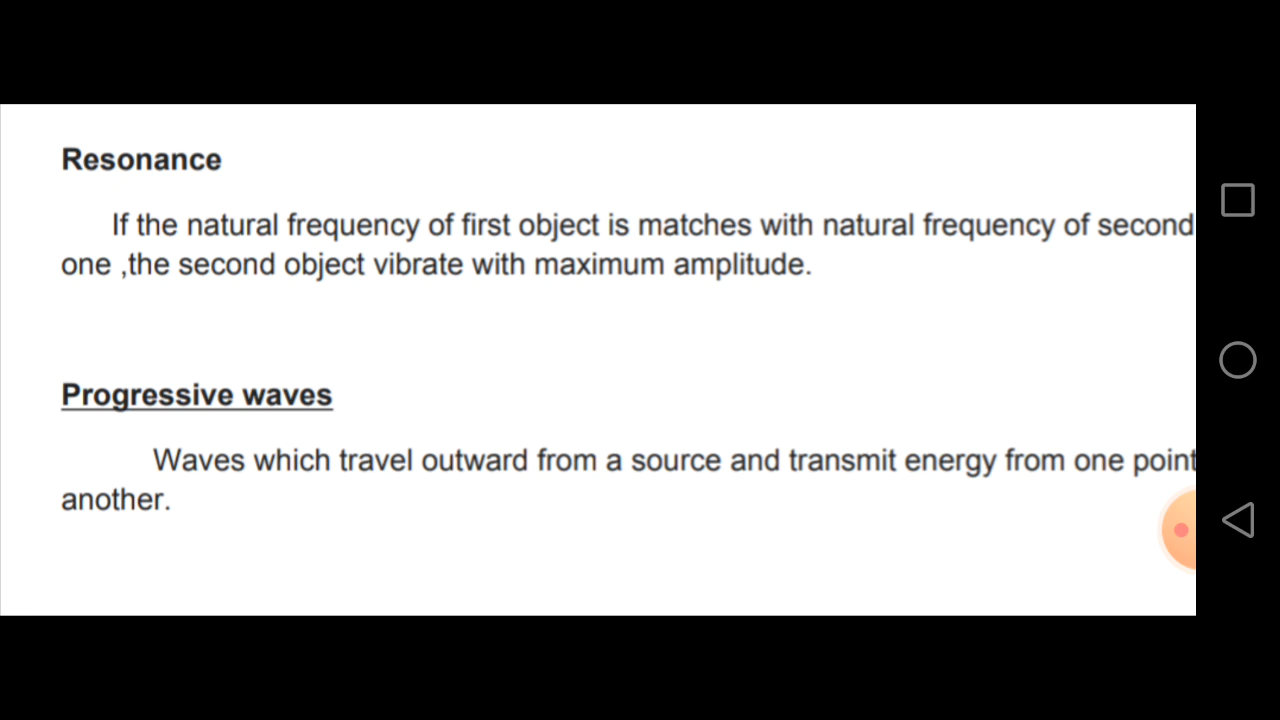 Resonance
If the natural frequency of first object is matches with natural frequency of second
one ,the second object vibrate with maximum amplitude.
Progressive waves
Waves which travel outward from a source and transmit energy from one point
another.